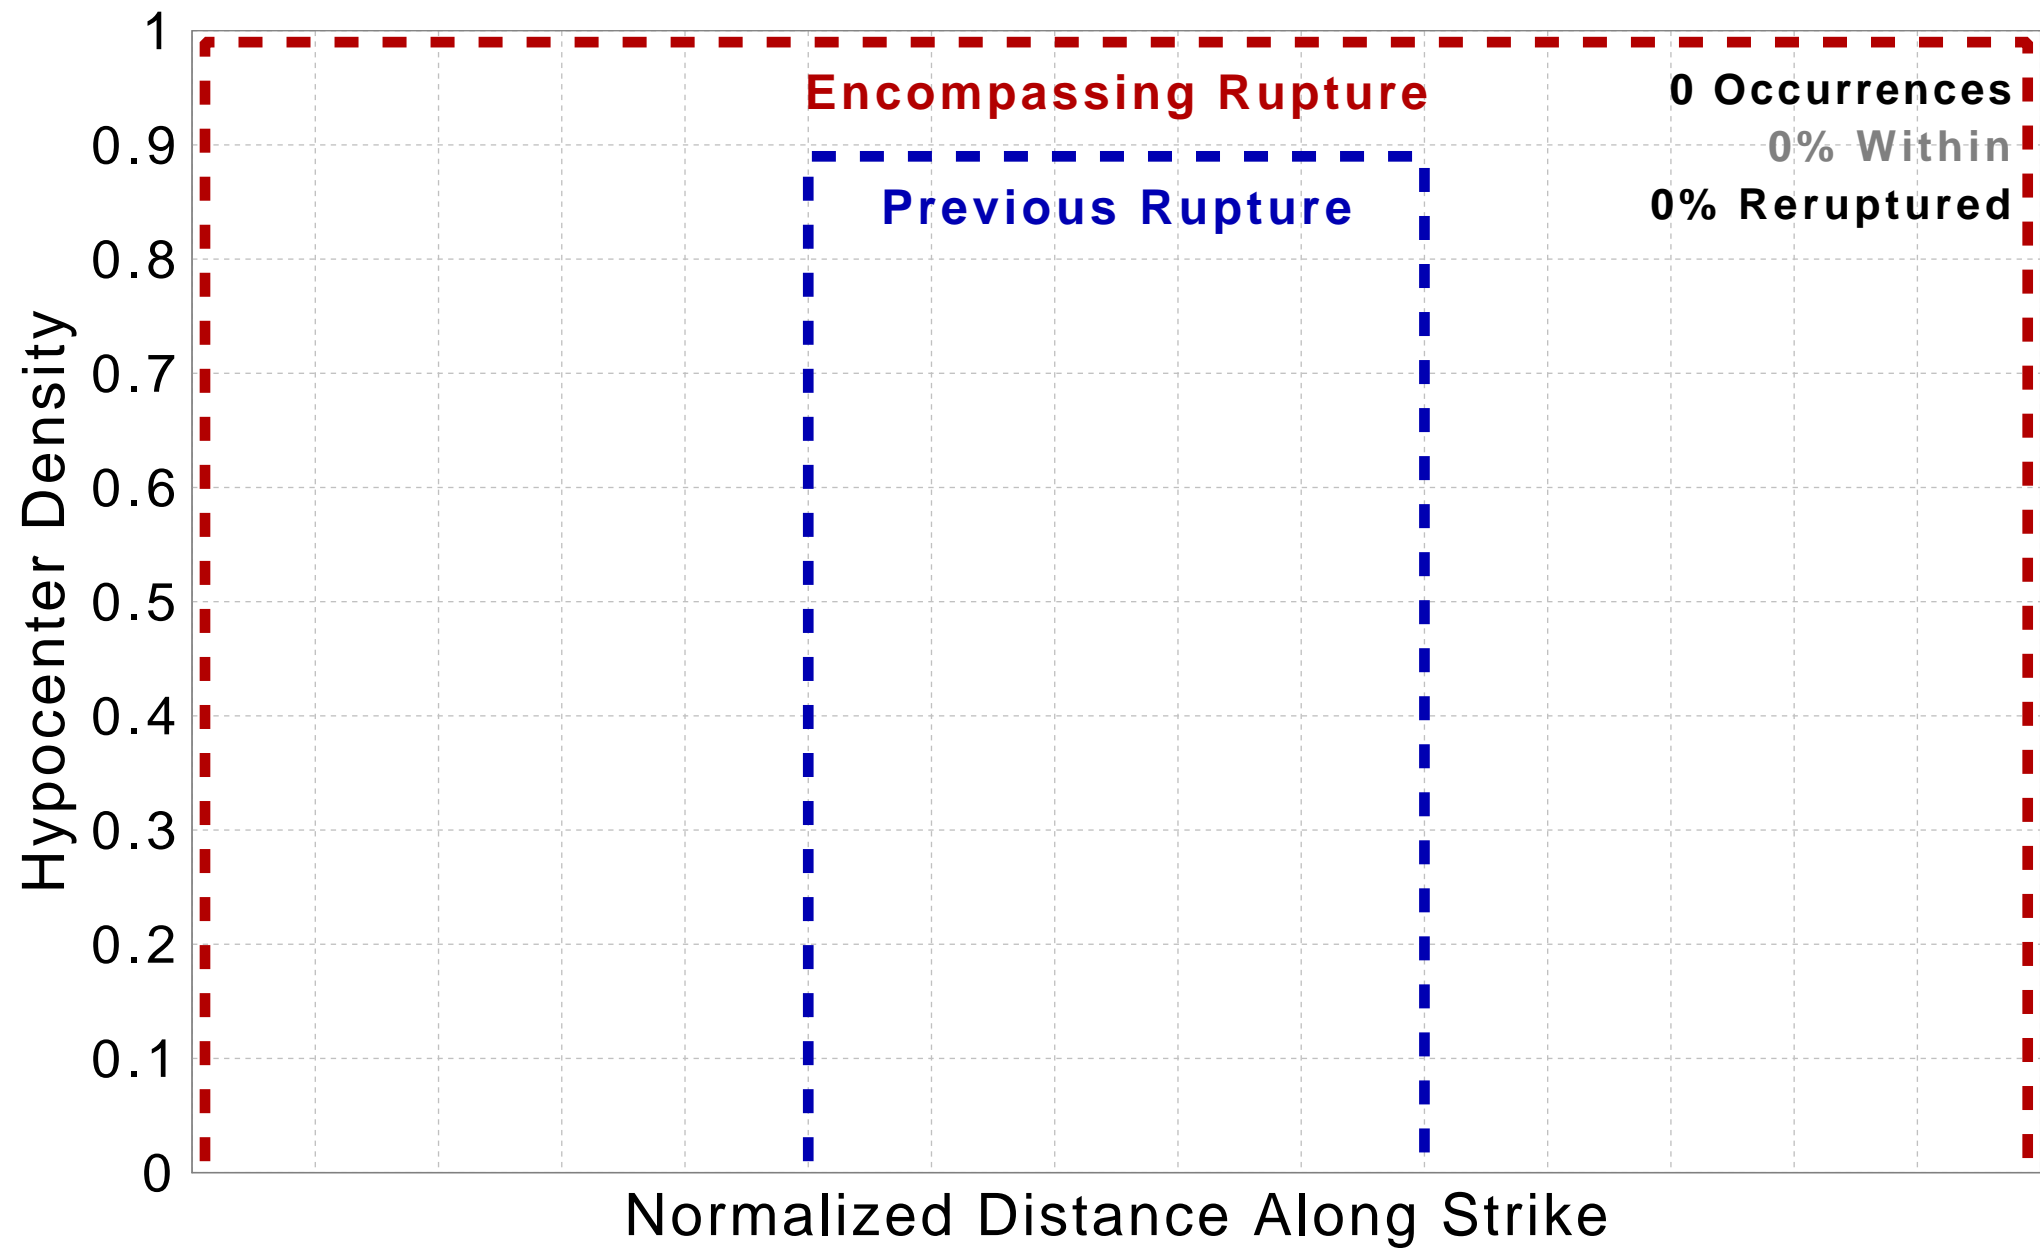 1
Encompassing Rupture
0 Occurrences
0.9
0% Within
Previous Rupture
0% Reruptured
0.8
0.7
0.6
0.5
0.4
0.3
0.2
0.1
0
Hypocenter Density
Normalized Distance Along Strike